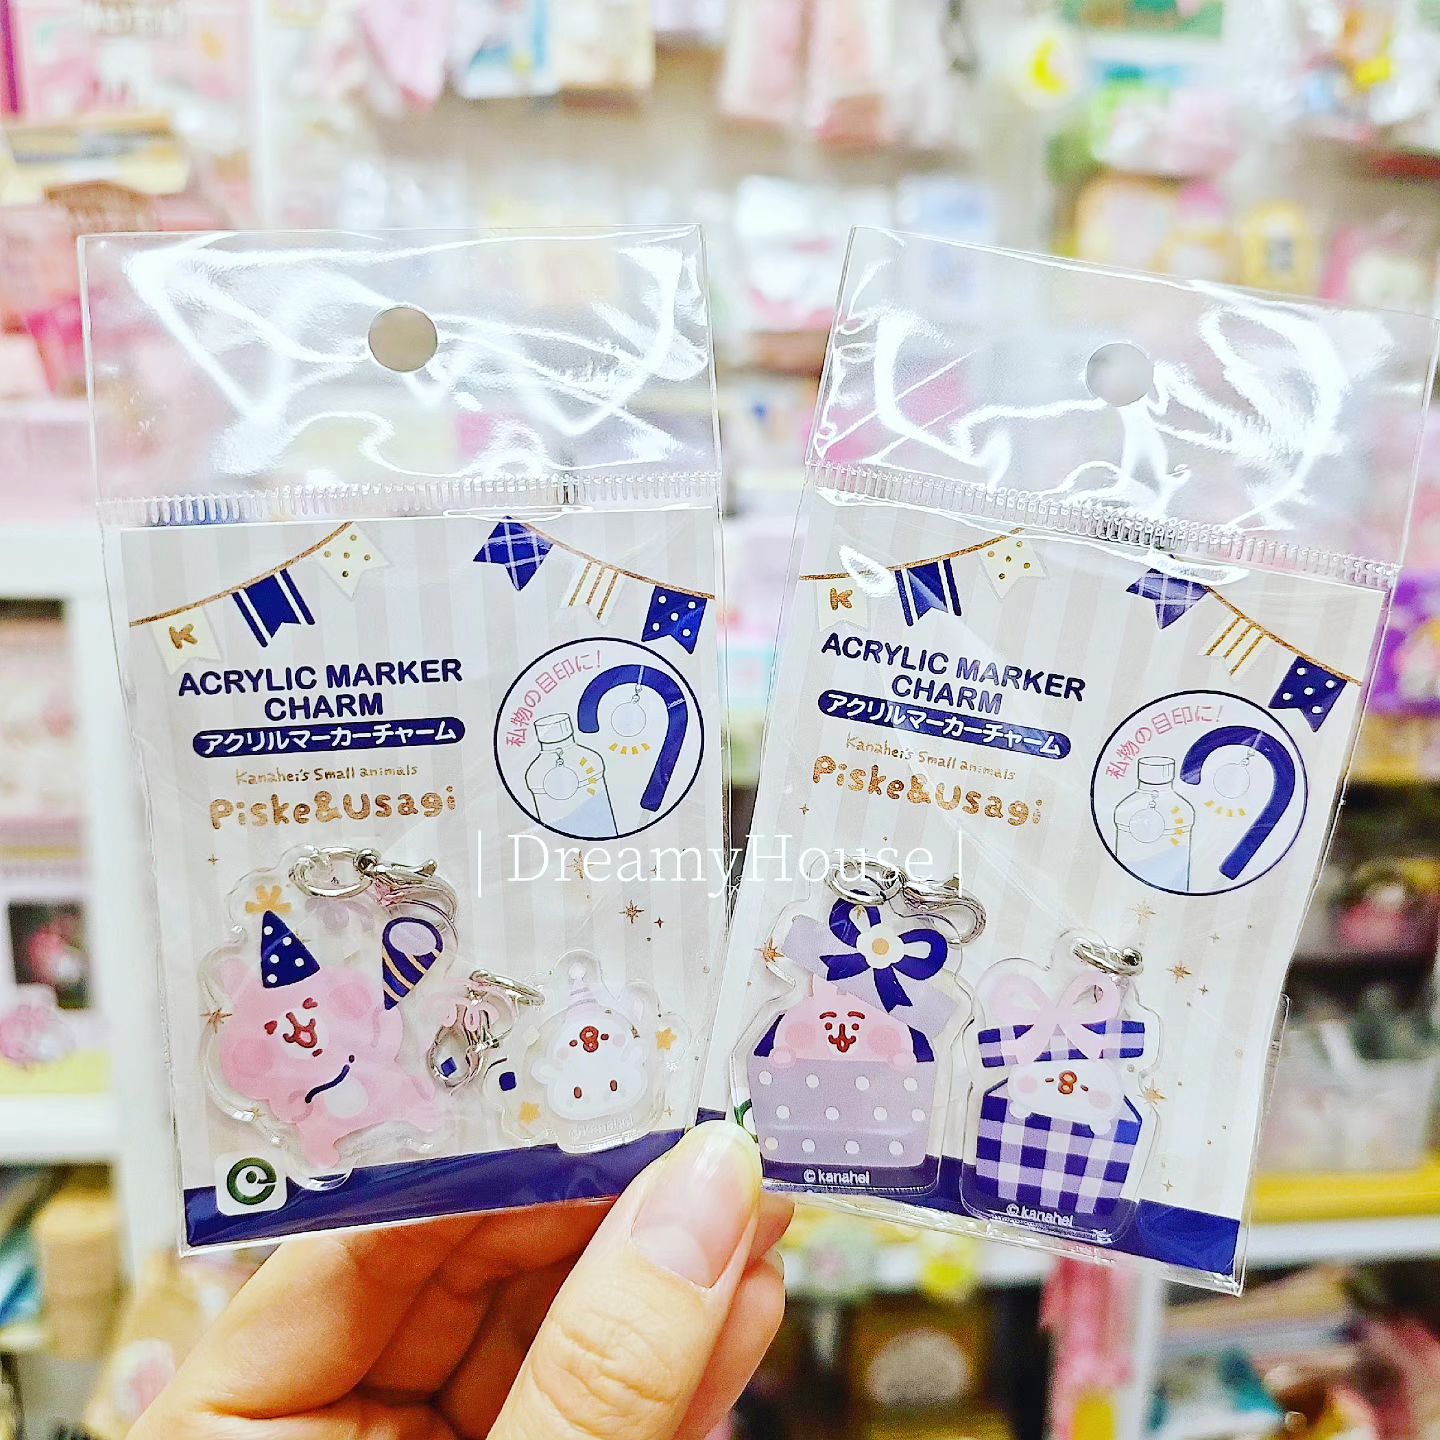 K
ACRYLIC MARKER
CHARM
アクリルマーカーチャーム
Kanahei's Small animals
Piske&Usagi
私物の目印に!
©kanahei
K
ACRYLIC MARKER
CHARM
アクリルマーカーチャーム
Kanahei's Small animals
Piske&Usagi
私物の目印に!
©kanahei
©kanahei
| DreamyHouse |